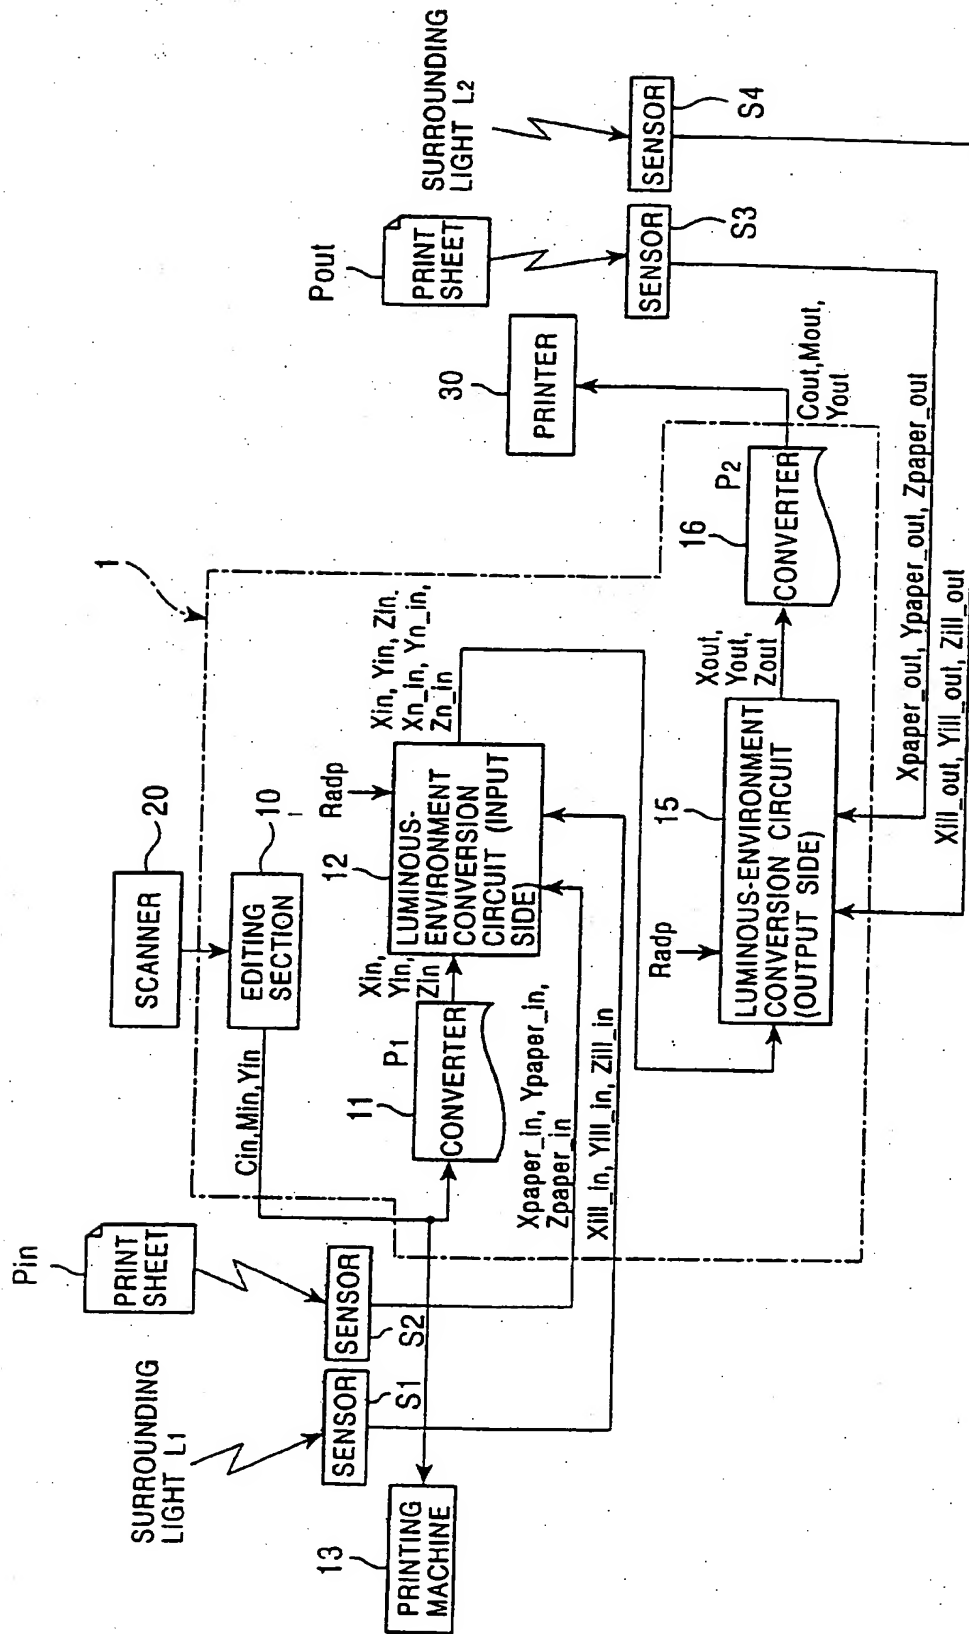 SURROUNDING
LIGHT L1
Pin
PRINT
SHEET
SENSOR
S1
SENSOR
S2
13
PRINTING
MACHINE
SCANNER
20
EDITING
SECTION
10
1
Cin,Min,Yin
P1
11
CONVERTER
Xin,
Yin,
Zin
Radp
12
LUMINOUS-
ENVIRONMENT
CONVERSION
CIRCUIT (INPUT
SIDE)
Xin, Yin, Zin.
Xn_in, Yn_in,
Zn_in
Xpaper_in, Ypaper_in,
Zpaper_in
Xill_in, Yill_in, Zill_in
Radp
15
LUMINOUS-ENVIRONMENT
CONVERSION CIRCUIT
(OUTPUT SIDE)
Xout,
Yout,
Zout
P2
16
CONVERTER
Cout,Mout,
Yout
30
PRINTER
Pout
PRINT
SHEET
SURROUNDING
LIGHT L2
SENSOR
S3
SENSOR
S4
Xpaper_out, Ypaper_out, Zpaper_out
Xill_out, Yill_out, Zill_out